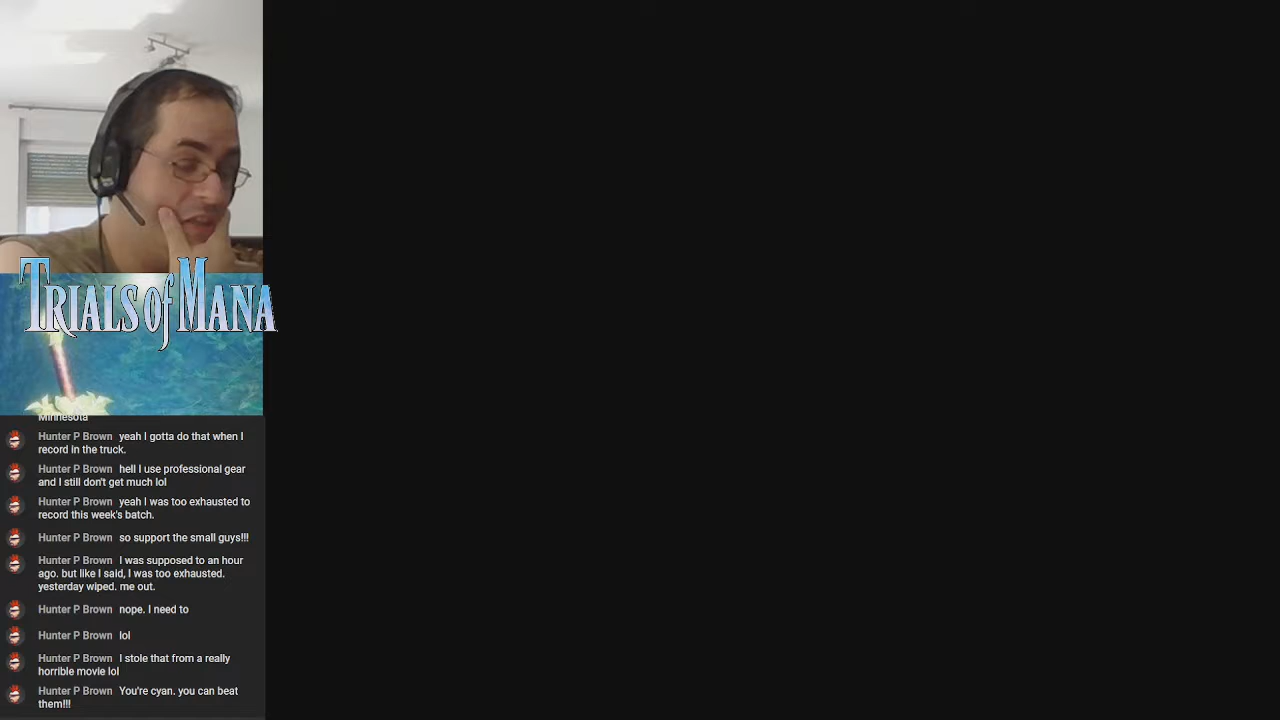 TRIALS of MANA
Minnesota
Hunter P Brown yeah I gotta do that when I
record in the truck.
Hunter P Brown hell I use professional gear
and I still don't get much lol
Hunter P Brown yeah I was too exhausted to
record this week's batch.
Hunter P Brown so support the small guys!!!
Hunter P Brown I was supposed to an hour
ago. but like I said, I was too exhausted.
yesterday wiped. me out.
Hunter P Brown nope. I need to
Hunter P Brown lol
Hunter P Brown I stole that from a really
horrible movie lol
Hunter P Brown You're cyan. you can beat
them!!!